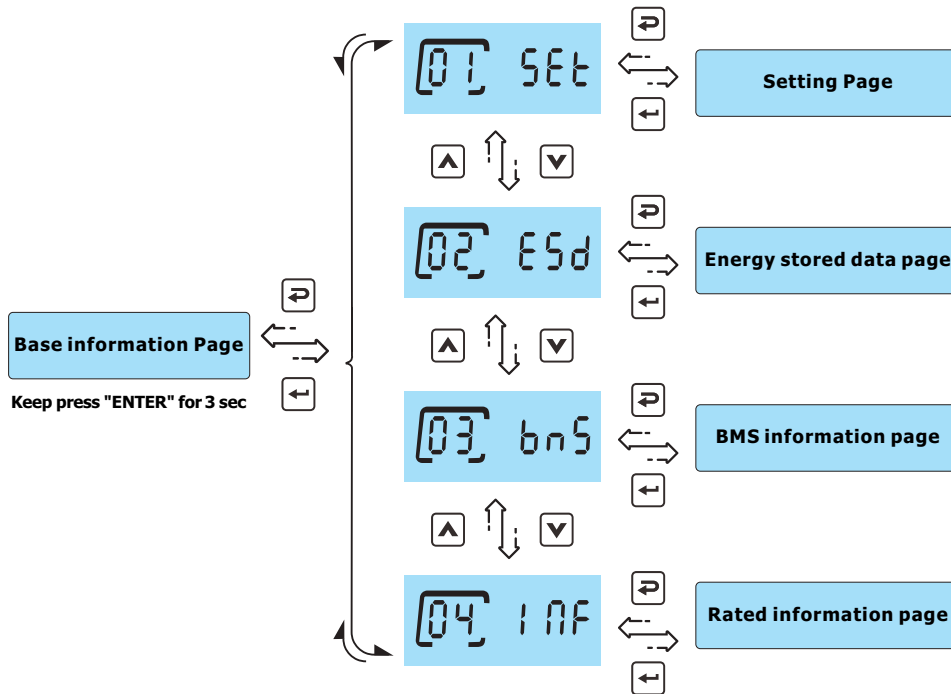 01 SEt
Setting Page
02 ESd
Energy stored data page
Base information Page
Keep press "ENTER" for 3 sec
03 bnS
BMS information page
04 INF
Rated information page